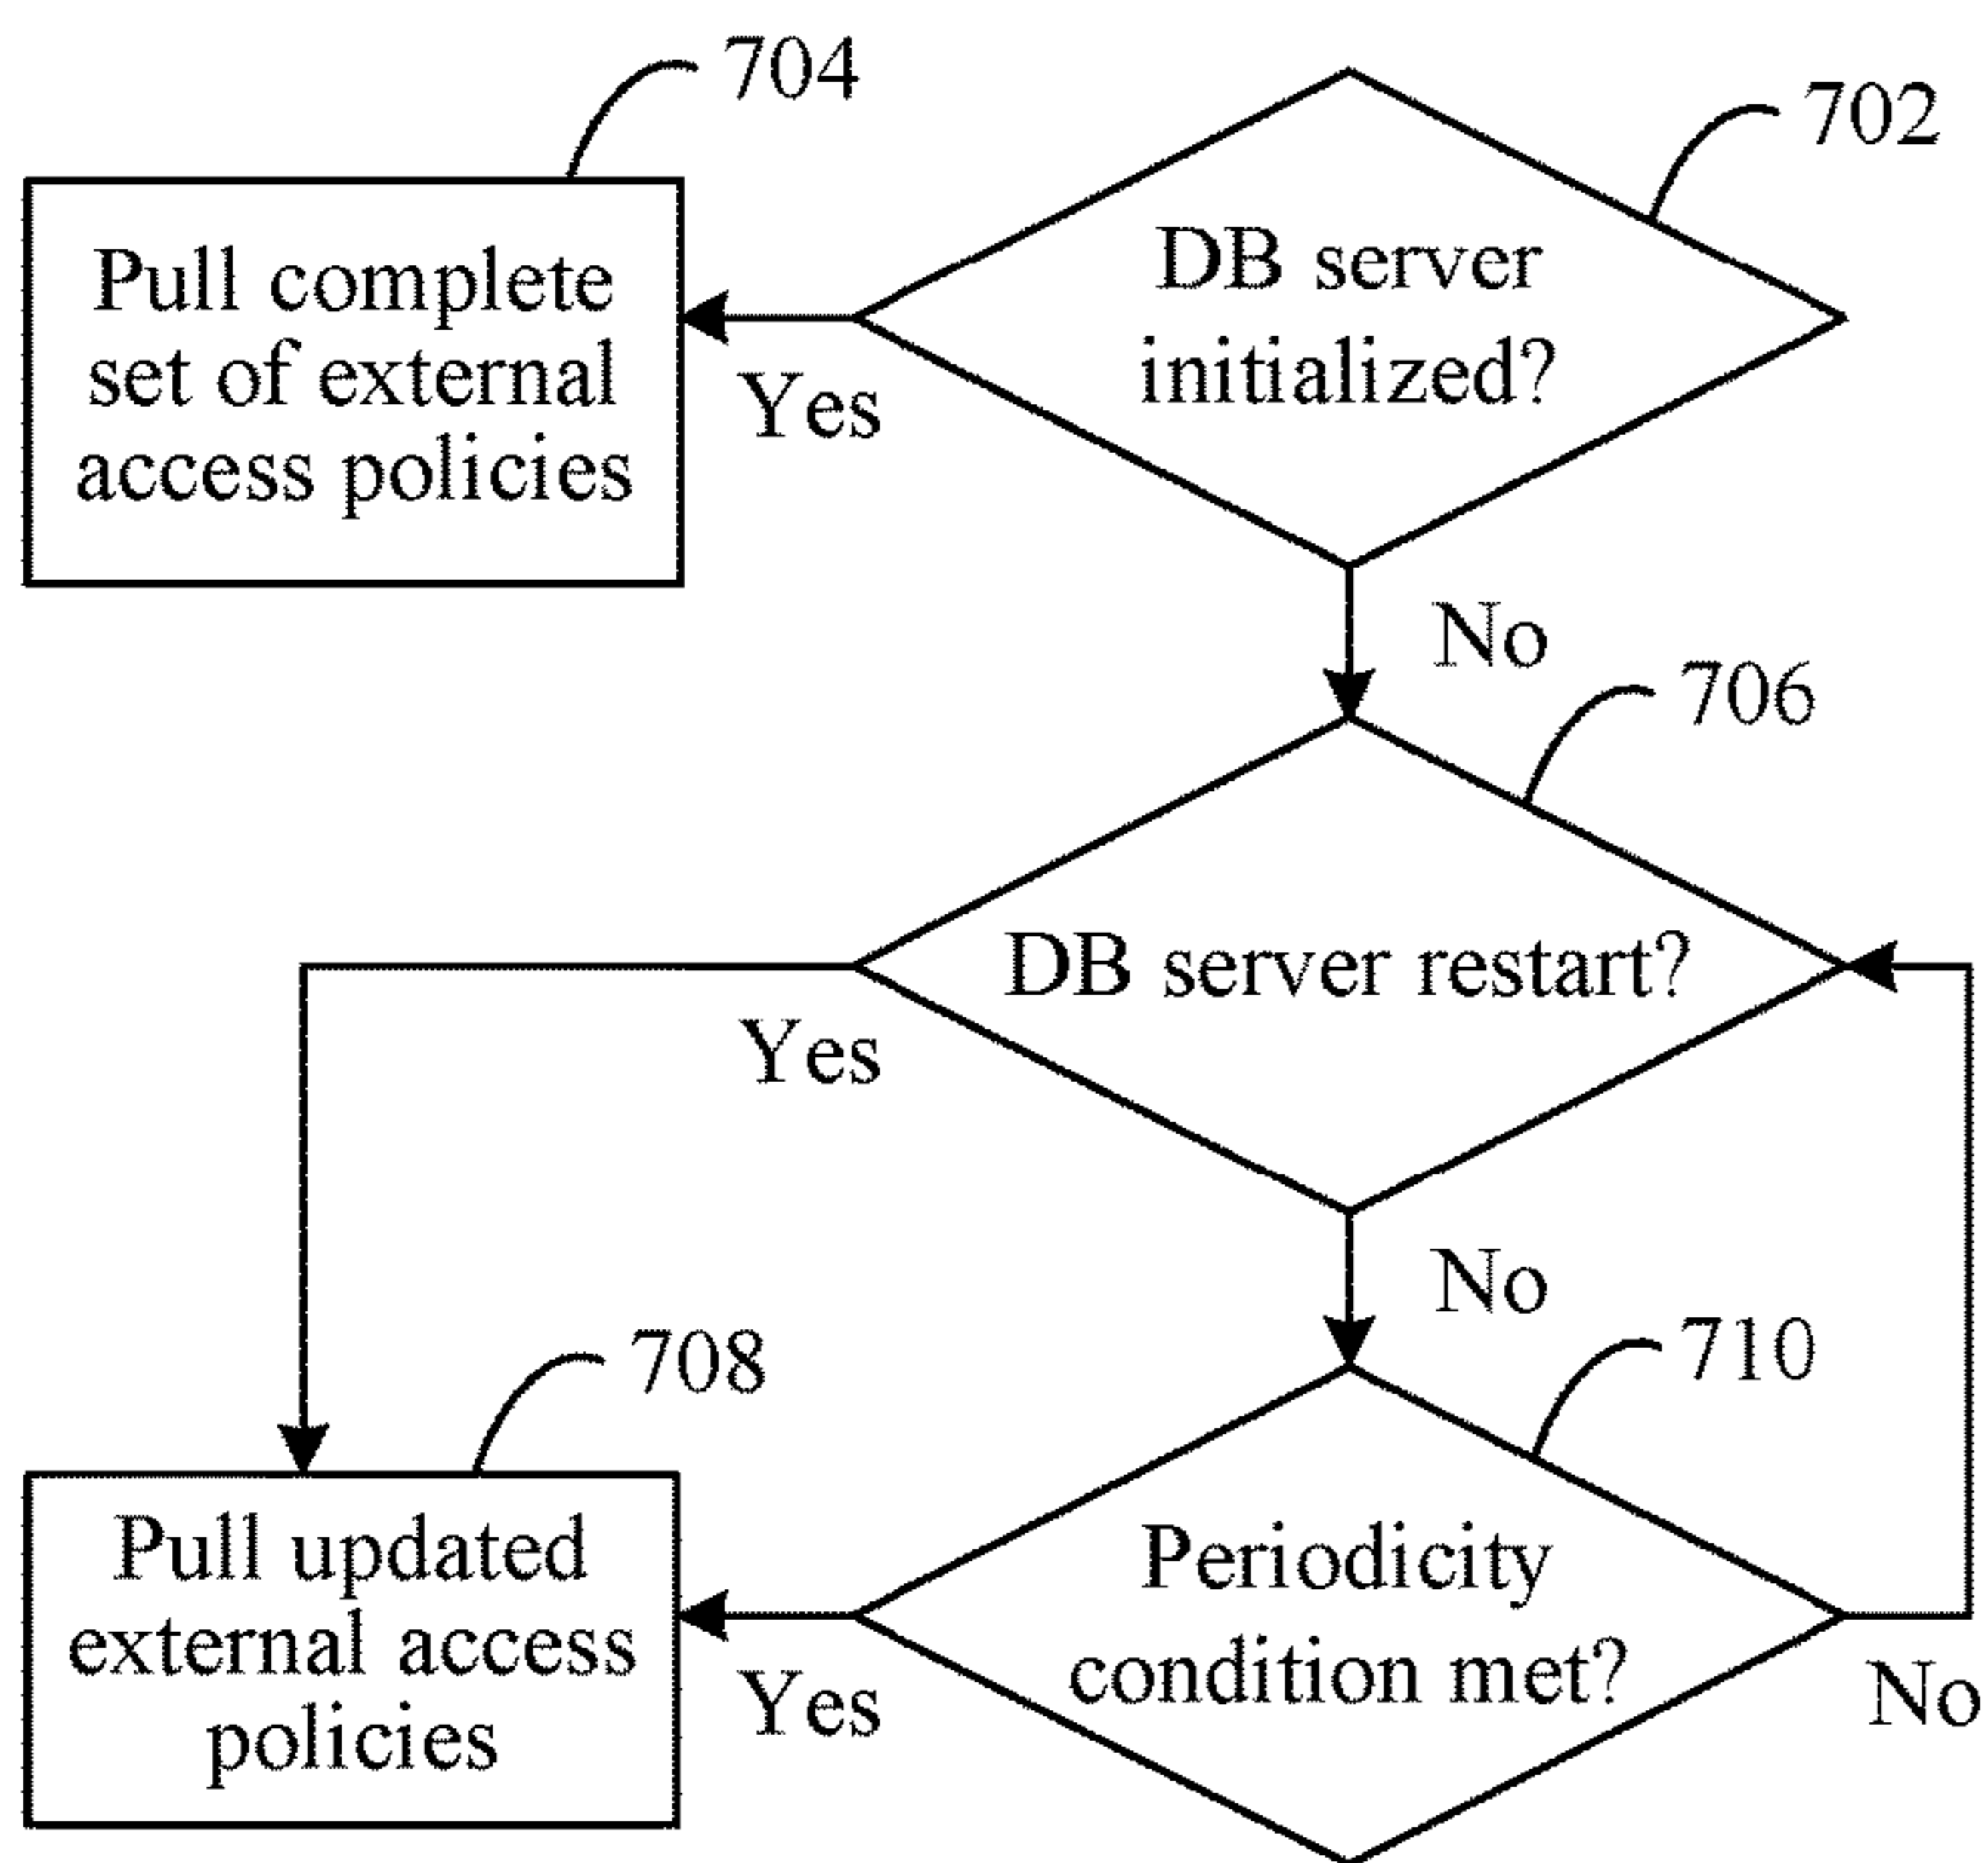 704
702
Pull complete
set of external
access policies
DB server
initialized?
Yes
No
706
DB server restart?
Yes
No
708
710
Pull updated
external access
policies
Periodicity
condition met?
Yes
No